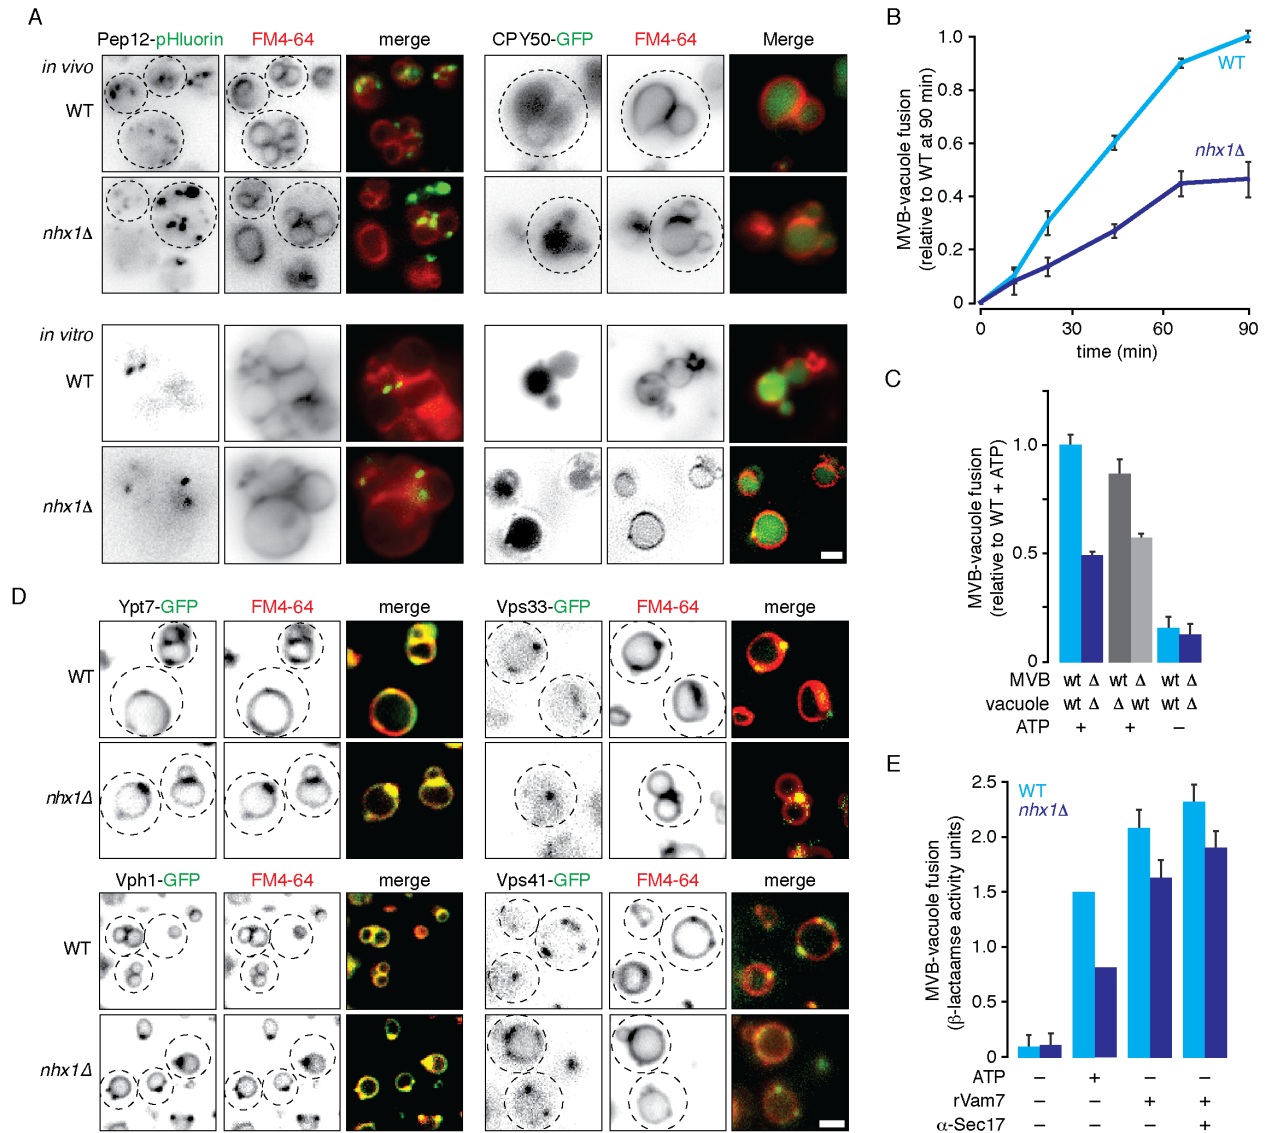 A
Pep12-pHluorin FM4-64 merge CPY50-GFP FM4-64 Merge
in vivo
WT
nhx1Δ
in vitro
WT
nhx1Δ
B
MVB-vacuole fusion
(relative to WT at 90 min)
1.0
0.8
0.6
0.4
0.2
0
WT
nhx1Δ
0 30 60 90
time (min)
C
MVB-vacuole fusion
(relative to WT + ATP)
1.0
0.5
0
MVB wt Δ wt Δ wt Δ
vacuole wt Δ Δ wt wt Δ
ATP + + –
D
Ypt7-GFP FM4-64 merge Vps33-GFP FM4-64 merge
WT
nhx1Δ
Vph1-GFP FM4-64 merge Vps41-GFP FM4-64 merge
WT
nhx1Δ
E
MVB-vacuole fusion
(β-lactaamse activity units)
2.5
2.0
1.5
1.0
0.5
0
WT
nhx1Δ
ATP – + – –
rVam7 – – + +
α-Sec17 – – – +